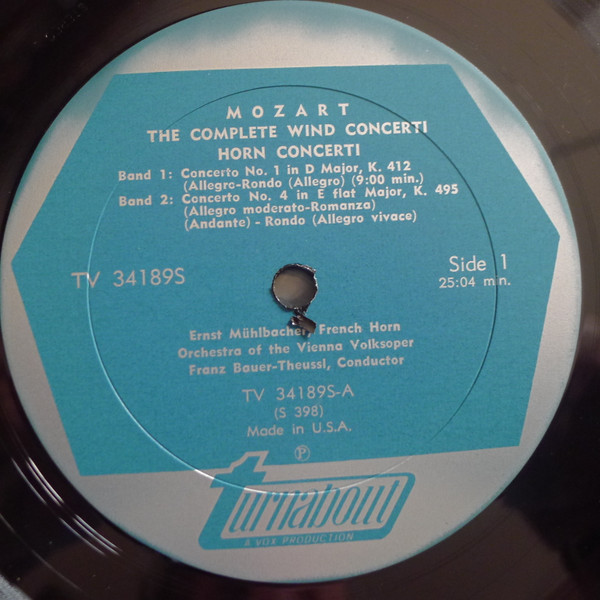 MOZART
THE COMPLETE WIND CONCERTI
HORN CONCERTI
Band 1: Concerto No. 1 in D Major, K. 412
(Allegro-Rondo (Allegro) (9:00 min.)
Band 2: Concerto No. 4 in E flat Major, K. 495
(Allegro moderato-Romanza)
(Andante) - Rondo (Allegro vivace)
TV 34189S
Side 1
25:04 min.
Ernst Mühlbacher, French Horn
Orchestra of the Vienna Volksoper
Franz Bauer-Theussl, Conductor
TV 34189S-A
(S 398)
Made in U.S.A.
Ⓟ
turnabout
A VOX PRODUCTION